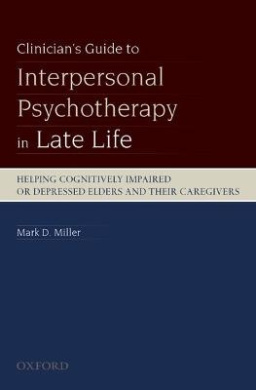 Clinician's Guide to
Interpersonal
Psychotherapy
in Late Life
HELPING COGNITIVELY IMPAIRED
OR DEPRESSED ELDERS AND THEIR CAREGIVERS
Mark D. Miller
OXFORD